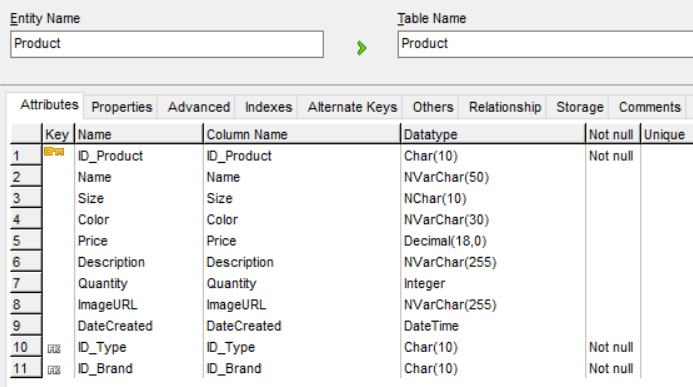 Entity Name Table Name
Product Product
Attributes Properties Advanced Indexes Alternate Keys Others Relationship Storage Comments
Key Name Column Name Datatype Not null Unique
1 ID_Product ID_Product Char(10) Not null
2 Name Name NVarChar(50)
3 Size Size NChar(10)
4 Color Color NVarChar(30)
5 Price Price Decimal(18,0)
6 Description Description NVarChar(255)
7 Quantity Quantity Integer
8 ImageURL ImageURL NVarChar(255)
9 DateCreated DateCreated DateTime
10 FK ID_Type ID_Type Char(10) Not null
11 FK ID_Brand ID_Brand Char(10) Not null